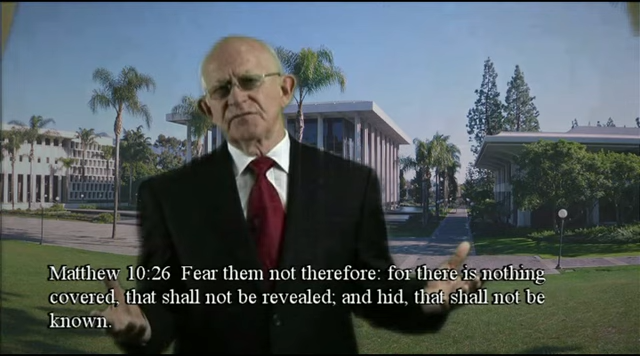 Matthew 10:26  Fear them not therefore: for there is nothing
covered, that shall not be revealed; and hid, that shall not be
known.